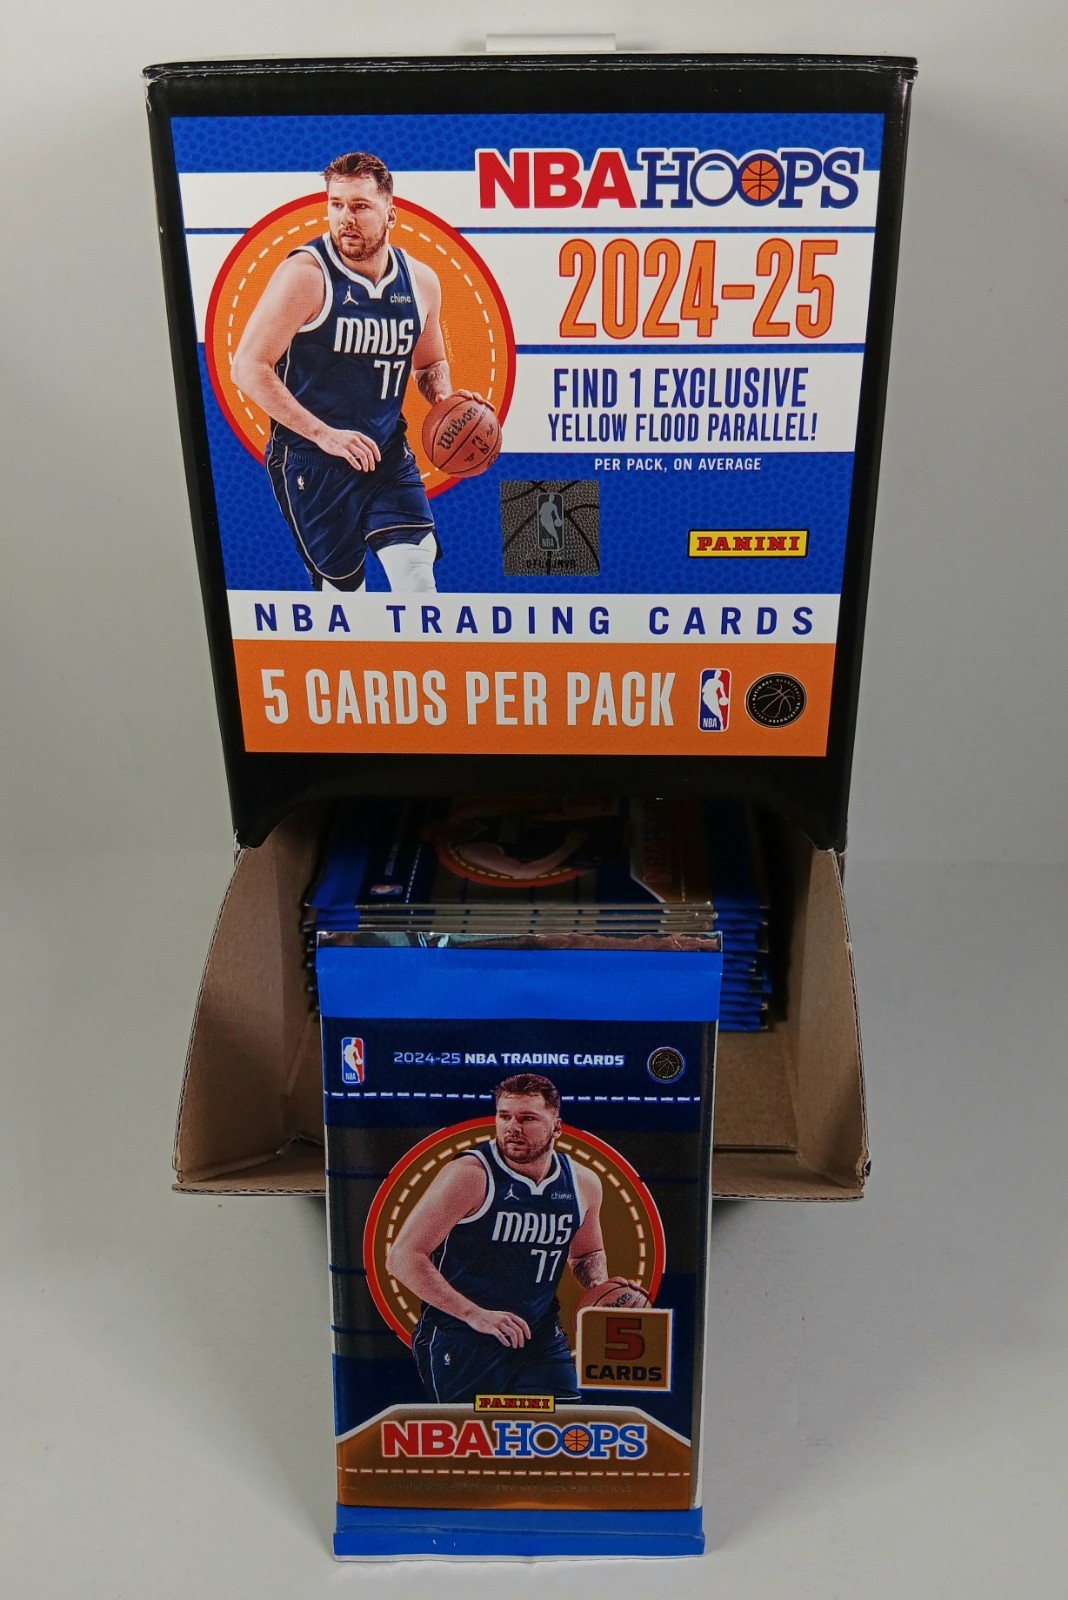 NBA HOOPS
2024-25
FIND 1 EXCLUSIVE
YELLOW FLOOD PARALLEL!
PER PACK, ON AVERAGE
chime
MAVS
77
Wilson
NBA
PANINI
NBA TRADING CARDS
5 CARDS PER PACK
NBA
NBA
2024-25 NBA TRADING CARDS
chime
MAVS
77
5
CARDS
PANINI
NBA HOOPS